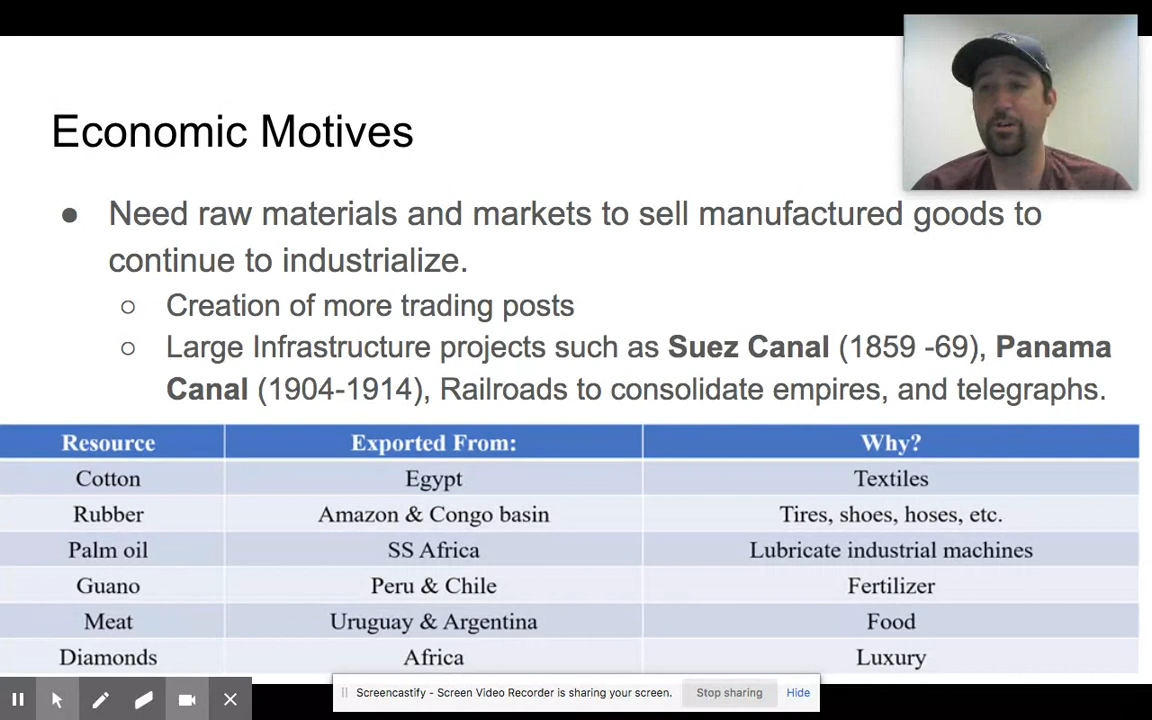 Economic Motives
● Need raw materials and markets to sell manufactured goods to
continue to industrialize.
○ Creation of more trading posts
○ Large Infrastructure projects such as Suez Canal (1859 -69), Panama
Canal (1904-1914), Railroads to consolidate empires, and telegraphs.
Resource Exported From: Why?
Cotton Egypt Textiles
Rubber Amazon & Congo basin Tires, shoes, hoses, etc.
Palm oil SS Africa Lubricate industrial machines
Guano Peru & Chile Fertilizer
Meat Uruguay & Argentina Food
Diamonds Africa Luxury
Screencastify - Screen Video Recorder is sharing your screen. Stop sharing Hide